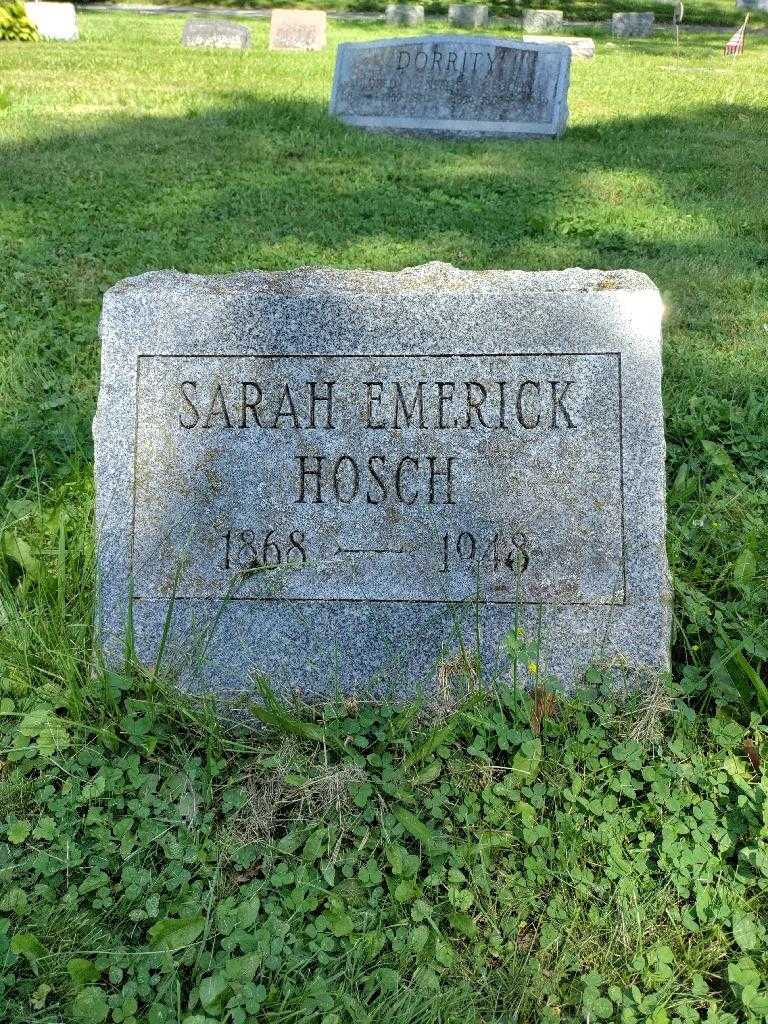 DORRITY
SARAH EMERICK
HOSCH
1868 — 1948